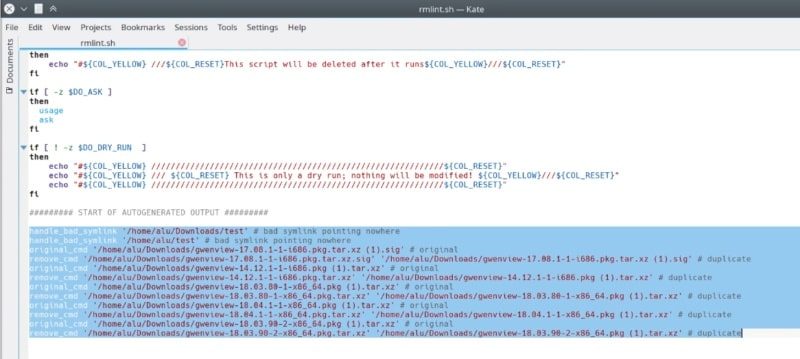 rmlint.sh — Kate
File Edit View Projects Bookmarks Sessions Tools Settings Help
rmlint.sh
Documents
then
echo "#${COL_YELLOW} ///${COL_RESET}This script will be deleted after it runs${COL_YELLOW}///${COL_RESET}"
fi
if [ -z $DO_ASK ]
then
usage
ask
fi
if [ ! -z $DO_DRY_RUN ]
then
echo "#${COL_YELLOW} ////////////////////////////////////////////////////////////${COL_RESET}"
echo "#${COL_YELLOW} /// ${COL_RESET} This is only a dry run; nothing will be modified! ${COL_YELLOW}///${COL_RESET}"
echo "#${COL_YELLOW} ////////////////////////////////////////////////////////////${COL_RESET}"
fi
######### START OF AUTOGENERATED OUTPUT #########
handle_bad_symlink '/home/alu/Downloads/test' # bad symlink pointing nowhere
handle_bad_symlink '/home/alu/test' # bad symlink pointing nowhere
original_cmd '/home/alu/Downloads/gwenview-17.08.1-1-i686.pkg.tar.xz (1).sig' # original
remove_cmd '/home/alu/Downloads/gwenview-17.08.1-1-i686.pkg.tar.xz.sig' '/home/alu/Downloads/gwenview-17.08.1-1-i686.pkg.tar.xz (1).sig' # duplicate
original_cmd '/home/alu/Downloads/gwenview-14.12.1-1-i686.pkg (1).tar.xz' # original
remove_cmd '/home/alu/Downloads/gwenview-14.12.1-1-i686.pkg.tar.xz' '/home/alu/Downloads/gwenview-14.12.1-1-i686.pkg (1).tar.xz' # duplicate
original_cmd '/home/alu/Downloads/gwenview-18.03.80-1-x86_64.pkg (1).tar.xz' # original
remove_cmd '/home/alu/Downloads/gwenview-18.03.80-1-x86_64.pkg.tar.xz' '/home/alu/Downloads/gwenview-18.03.80-1-x86_64.pkg (1).tar.xz' # duplicate
original_cmd '/home/alu/Downloads/gwenview-18.04.1-1-x86_64.pkg (1).tar.xz' # original
remove_cmd '/home/alu/Downloads/gwenview-18.04.1-1-x86_64.pkg.tar.xz' '/home/alu/Downloads/gwenview-18.04.1-1-x86_64.pkg (1).tar.xz' # duplicate
original_cmd '/home/alu/Downloads/gwenview-18.03.90-2-x86_64.pkg (1).tar.xz' # original
remove_cmd '/home/alu/Downloads/gwenview-18.03.90-2-x86_64.pkg.tar.xz' '/home/alu/Downloads/gwenview-18.03.90-2-x86_64.pkg (1).tar.xz' # duplicate